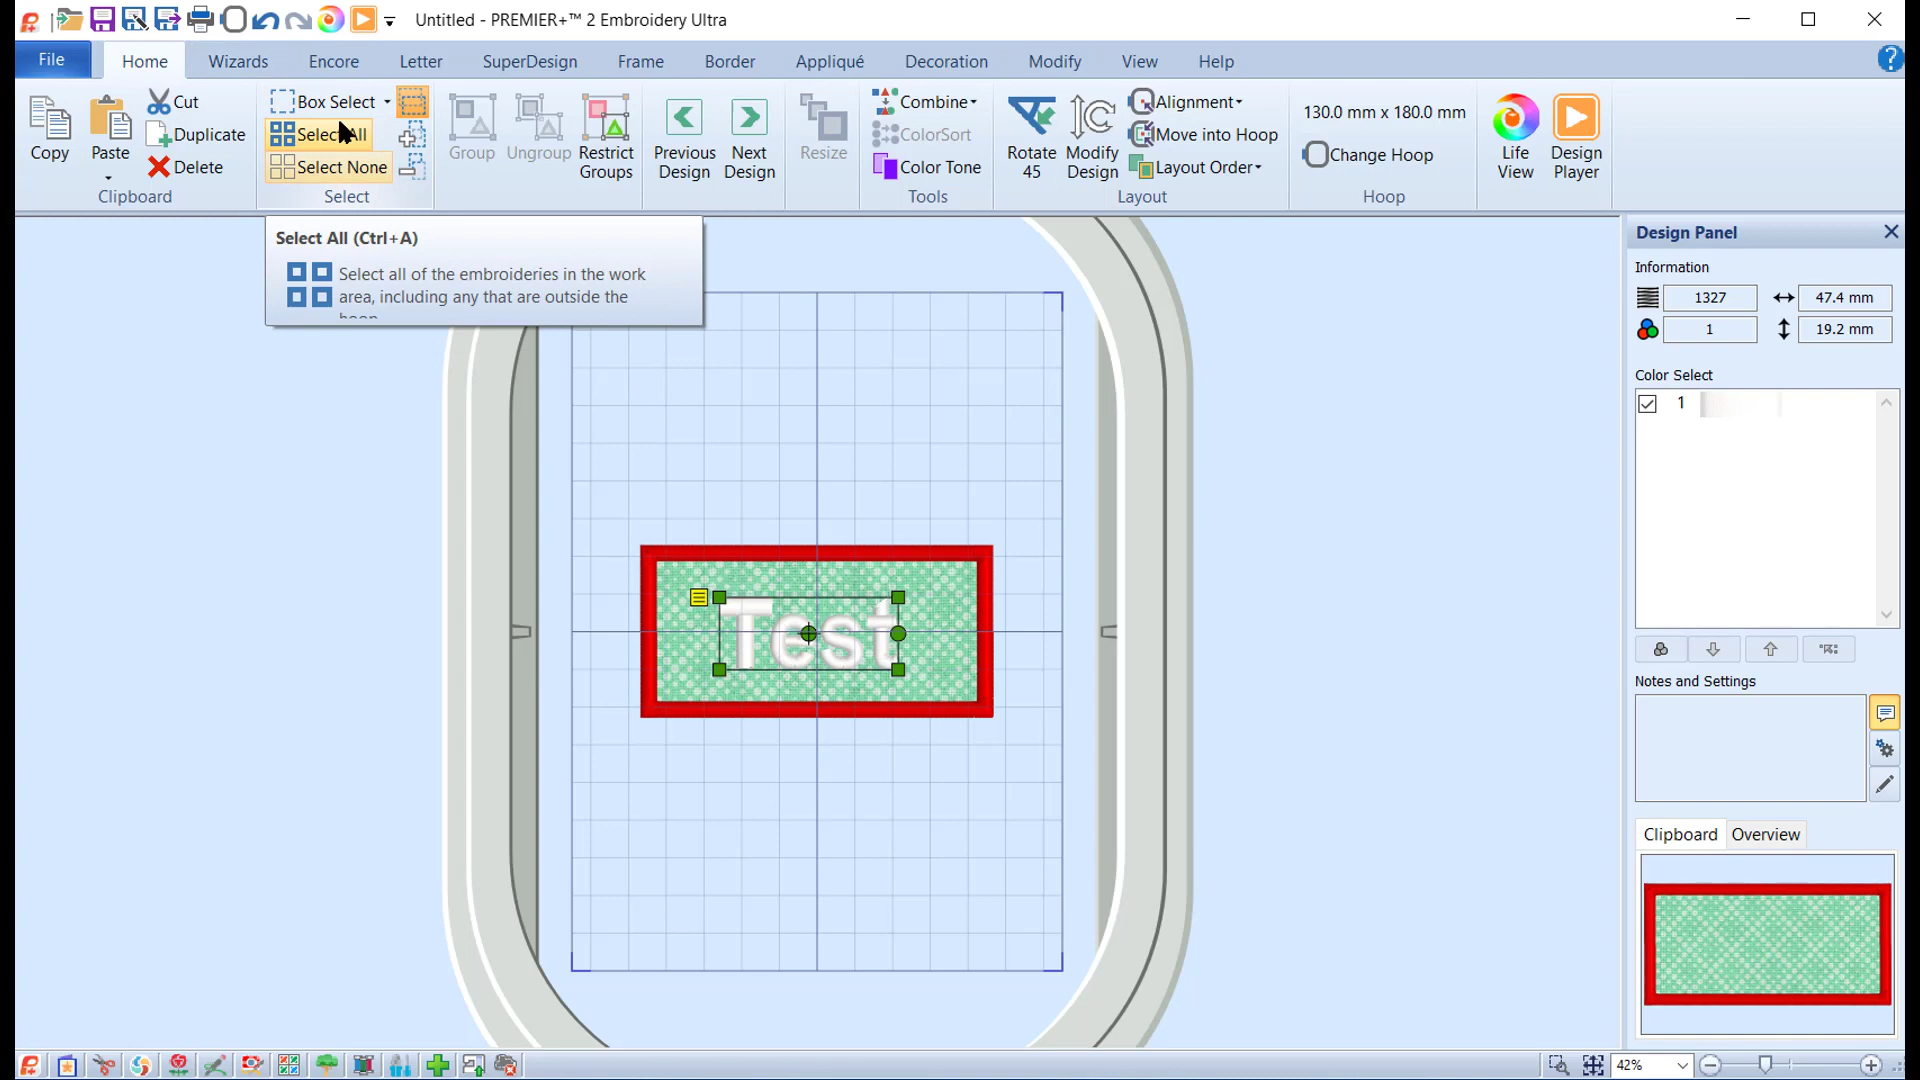 Untitled - PREMIER+™ 2 Embroidery Ultra
File
Home
Wizards
Encore
Letter
SuperDesign
Frame
Border
Appliqué
Decoration
Modify
View
Help
Copy
Paste
Cut
Duplicate
Delete
Clipboard
Box Select
Select All
Select None
Select
Group
Ungroup
Restrict Groups
Previous Design
Next Design
Resize
Combine
ColorSort
Color Tone
Tools
Rotate 45
Modify Design
Alignment
Move into Hoop
Layout Order
Layout
130.0 mm x 180.0 mm
Change Hoop
Hoop
Life View
Design Player
Select All (Ctrl+A)
Select all of the embroideries in the work
area, including any that are outside the
hoop
Test
Design Panel
Information
1327
47.4 mm
1
19.2 mm
Color Select
1
Notes and Settings
Clipboard
Overview
42%